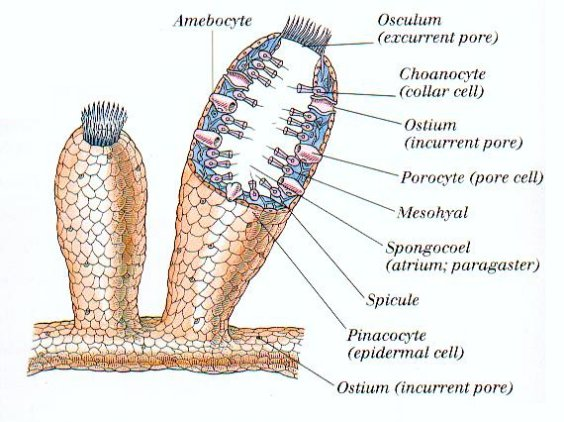 Amebocyte
Osculum
(excurrent pore)
Choanocyte
(collar cell)
Ostium
(incurrent pore)
Porocyte (pore cell)
Mesohyal
Spongocoel
(atrium; paragaster)
Spicule
Pinacocyte
(epidermal cell)
Ostium (incurrent pore)